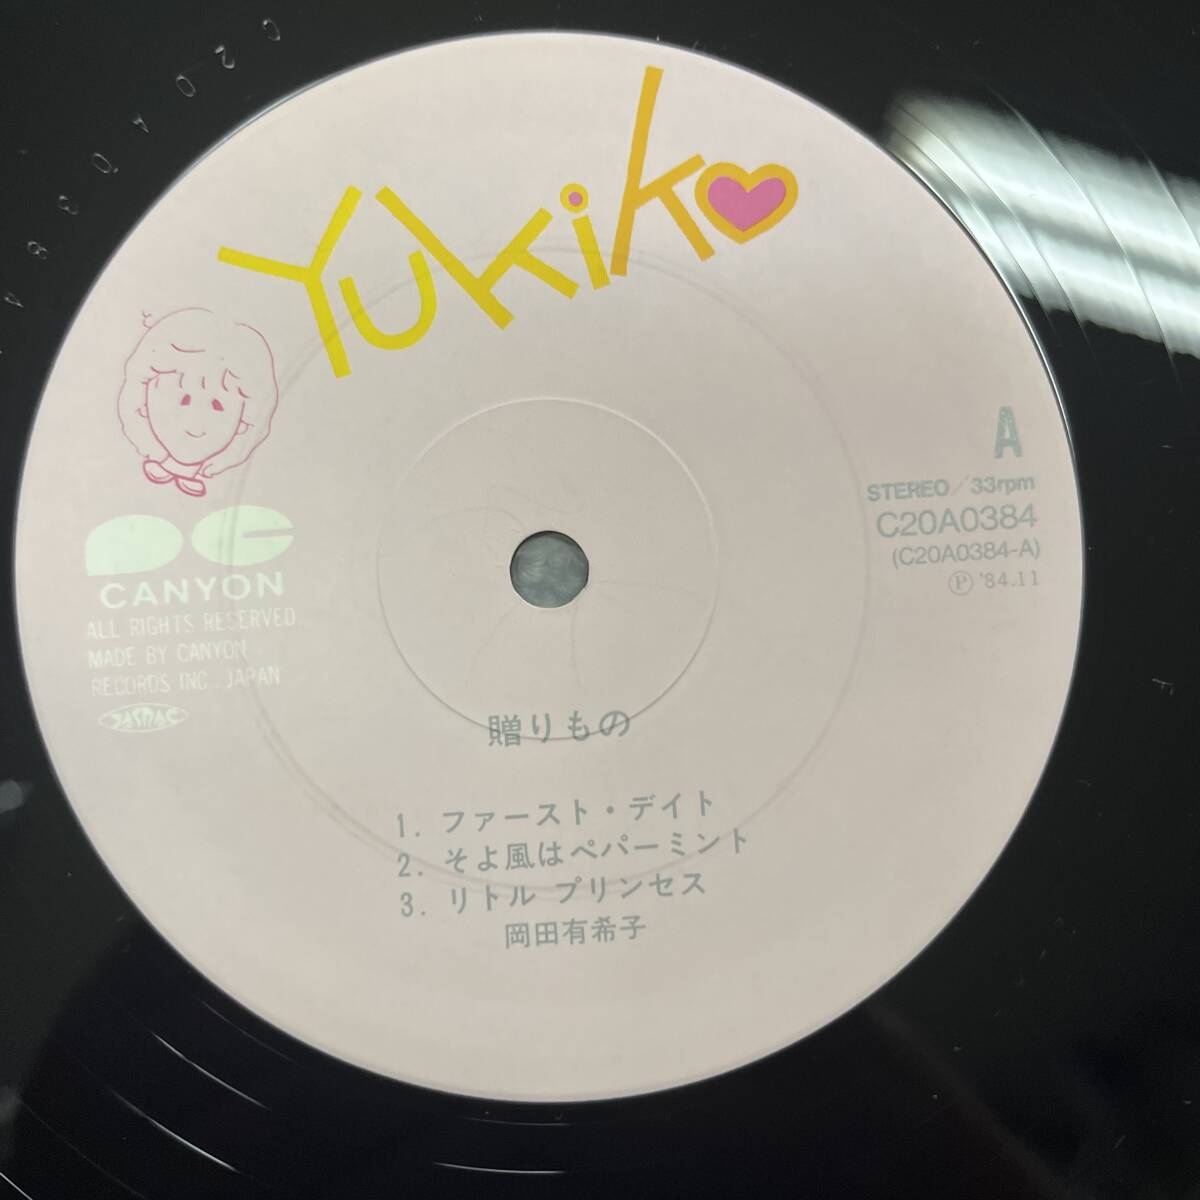 C20A0384
Yukiko
A
STEREO/33rpm
C20A0384
(C20A0384-A)
Ⓟ '84.11
PC
CANYON
ALL RIGHTS RESERVED.
MADE BY CANYON
RECORDS INC. JAPAN
JASRAC
贈りもの
1. ファースト・デイト
2. そよ風はペパーミント
3. リトル プリンセス
岡田有希子